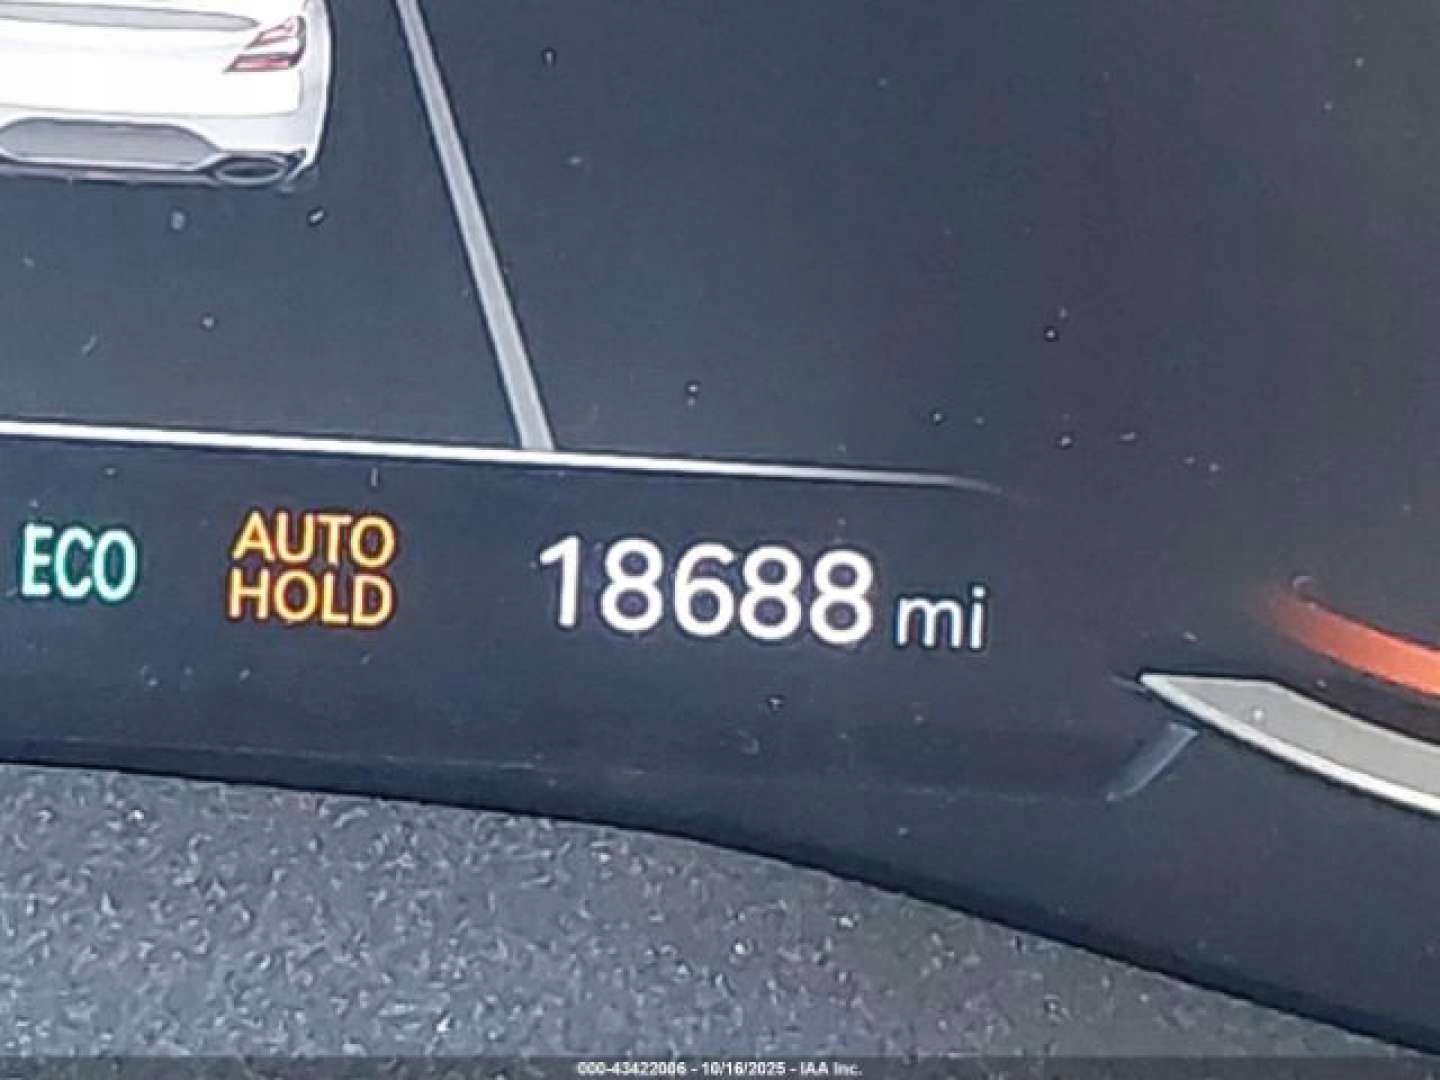 ECO
AUTO
HOLD
18688 mi
000-43422006 - 10/16/2025 - IAA Inc.